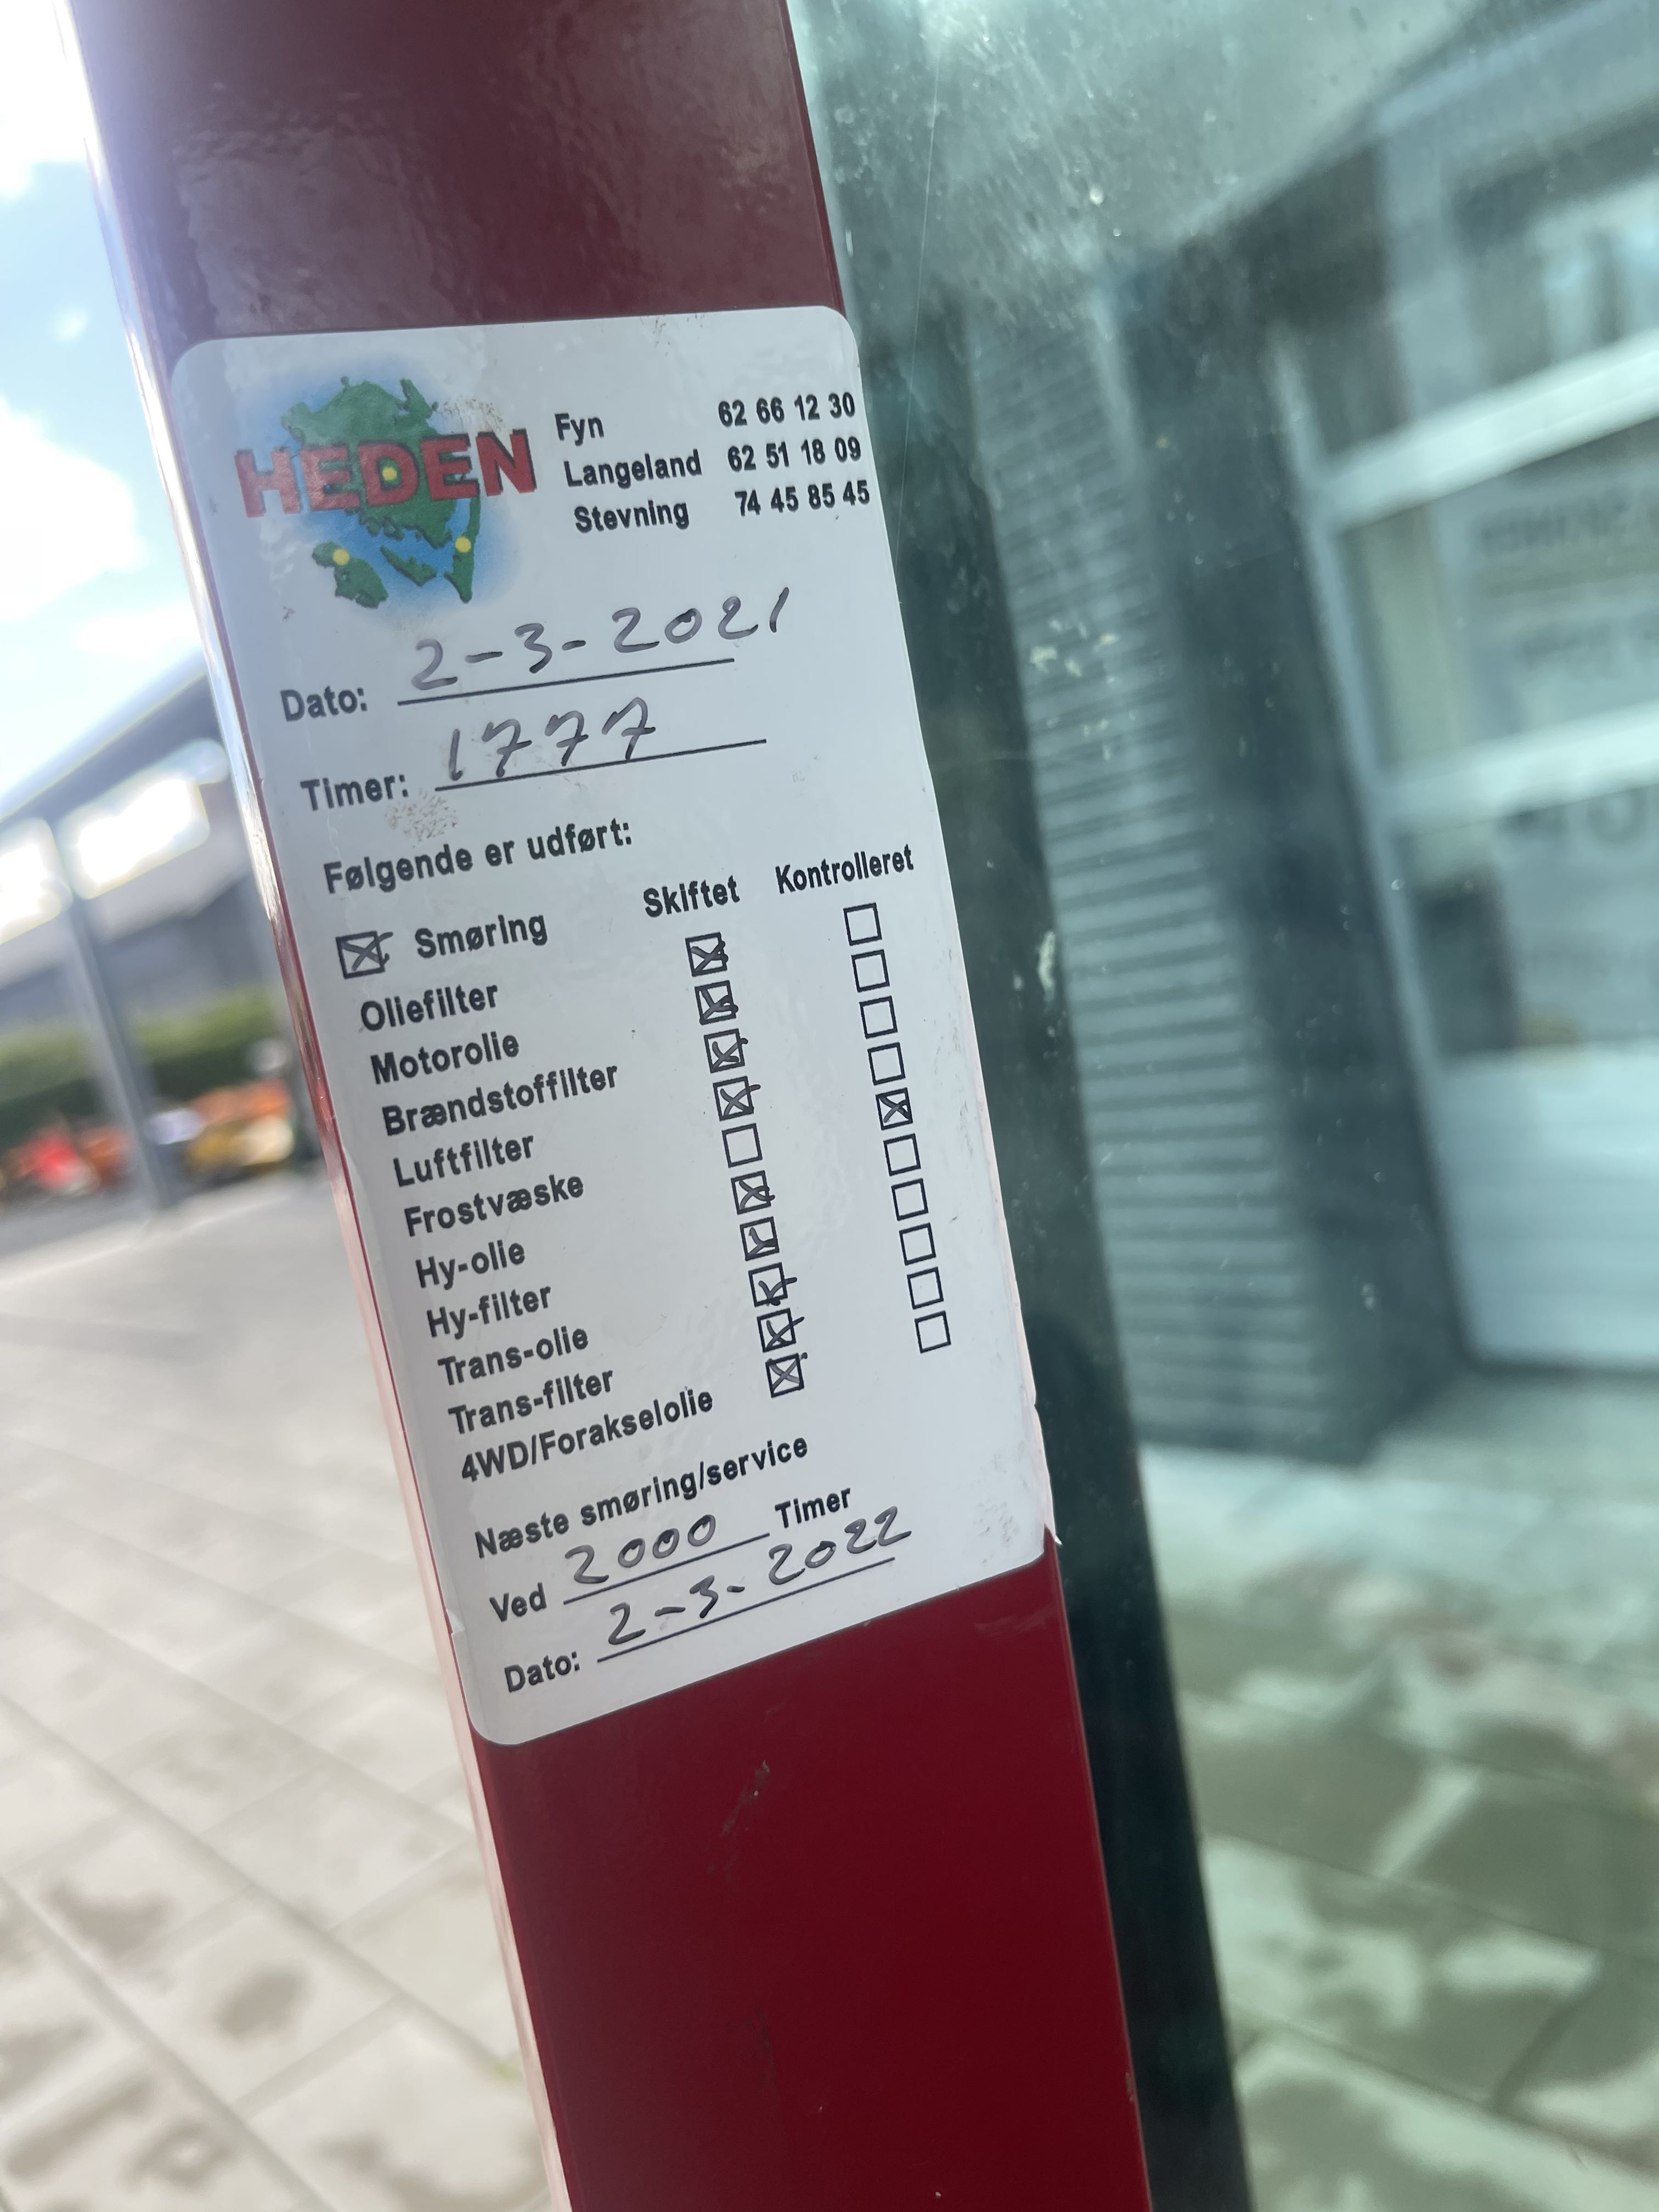 HEDEN
Fyn 62 66 12 30
Langeland 62 51 18 09
Stevning 74 45 85 45
Dato: 2-3-2021
Timer: 1777
Følgende er udført:
Skiftet Kontrolleret
☒ Smøring
Oliefilter ☒ ☐
Motorolie ☒ ☐
Brændstoffilter ☒ ☐
Luftfilter ☒ ☐
Frostvæske ☐ ☒
Hy-olie ☒ ☐
Hy-filter ☒ ☐
Trans-olie ☒ ☐
Trans-filter ☒ ☐
4WD/Forakselolie ☒ ☐
Næste smøring/service
Ved 2000 Timer
Dato: 2-3-2022